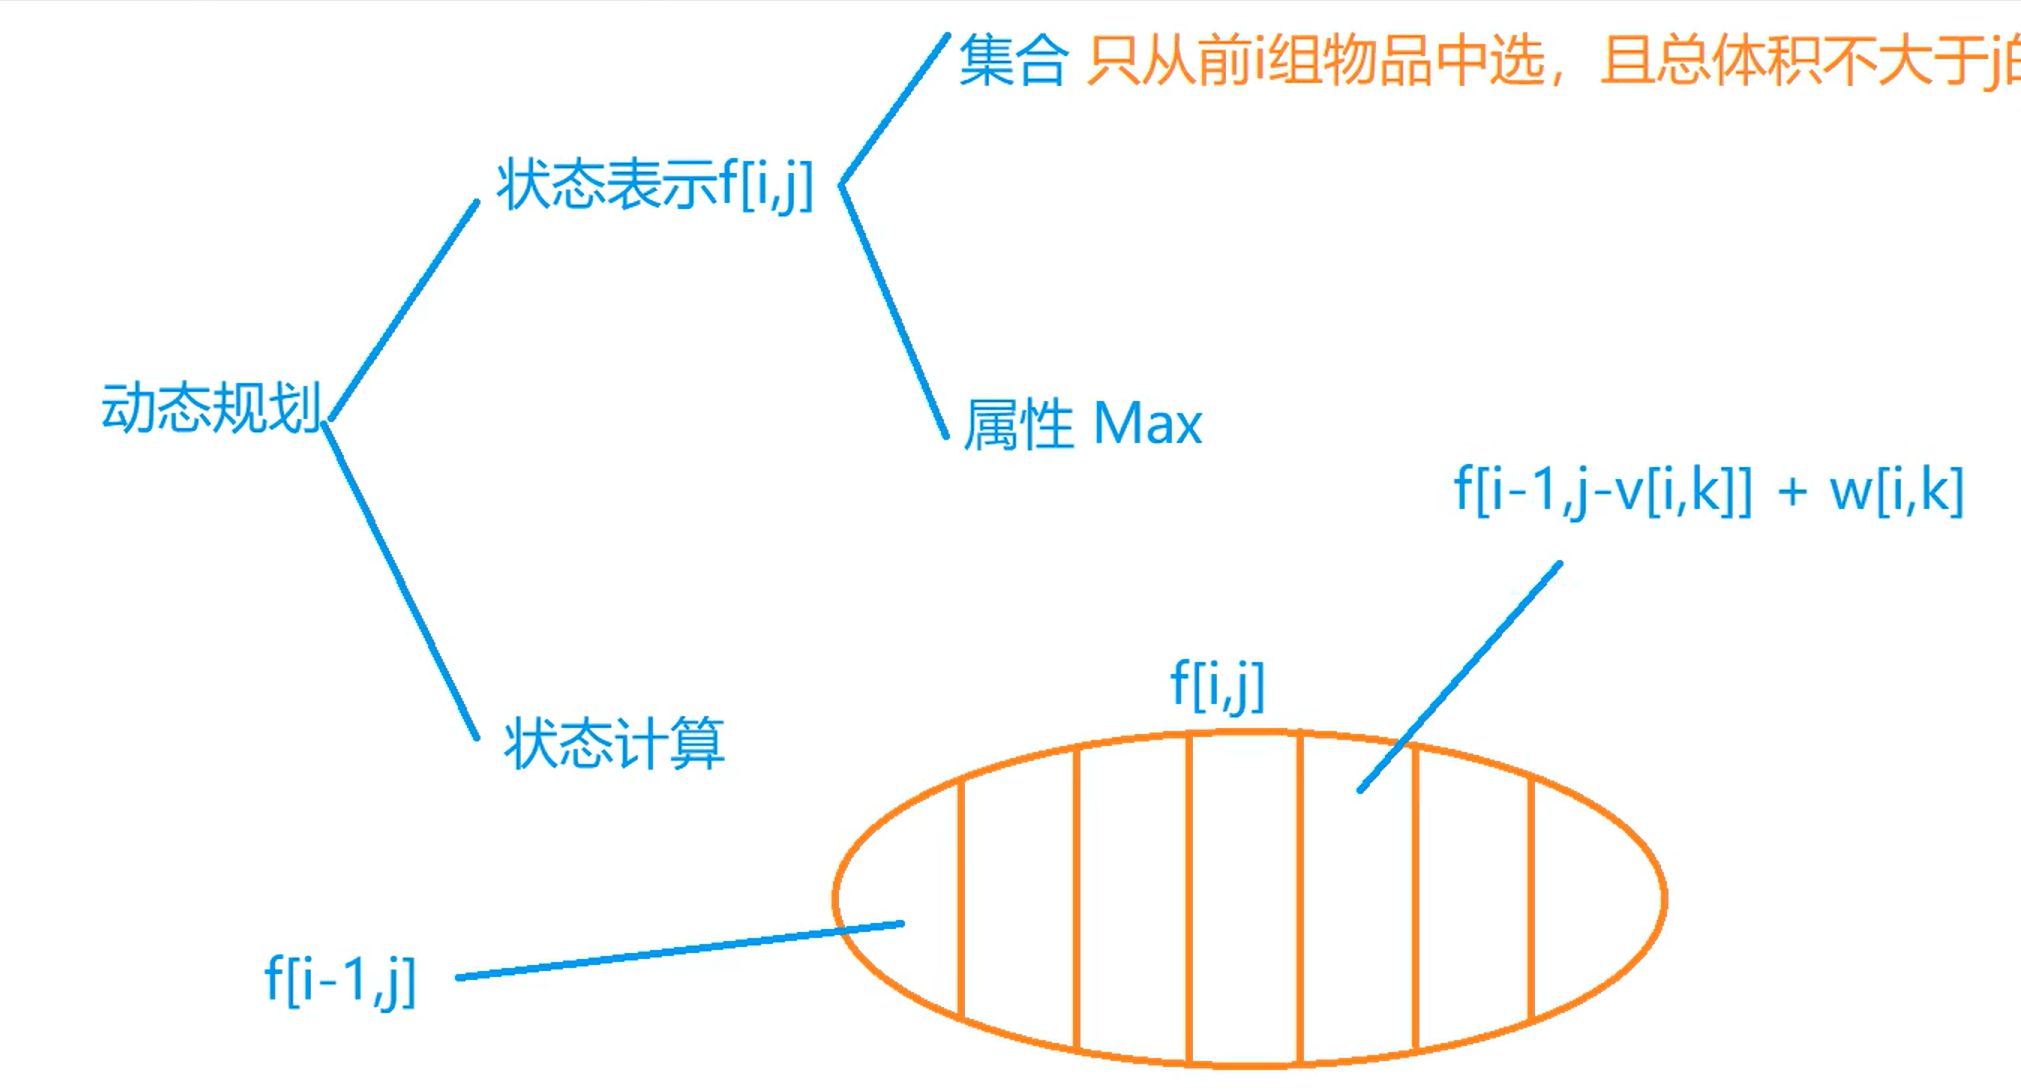 集合 只从前i组物品中选，且总体积不大于j的
状态表示f[i,j]
动态规划
属性 Max
f[i-1,j-v[i,k]] + w[i,k]
f[i,j]
状态计算
f[i-1,j]